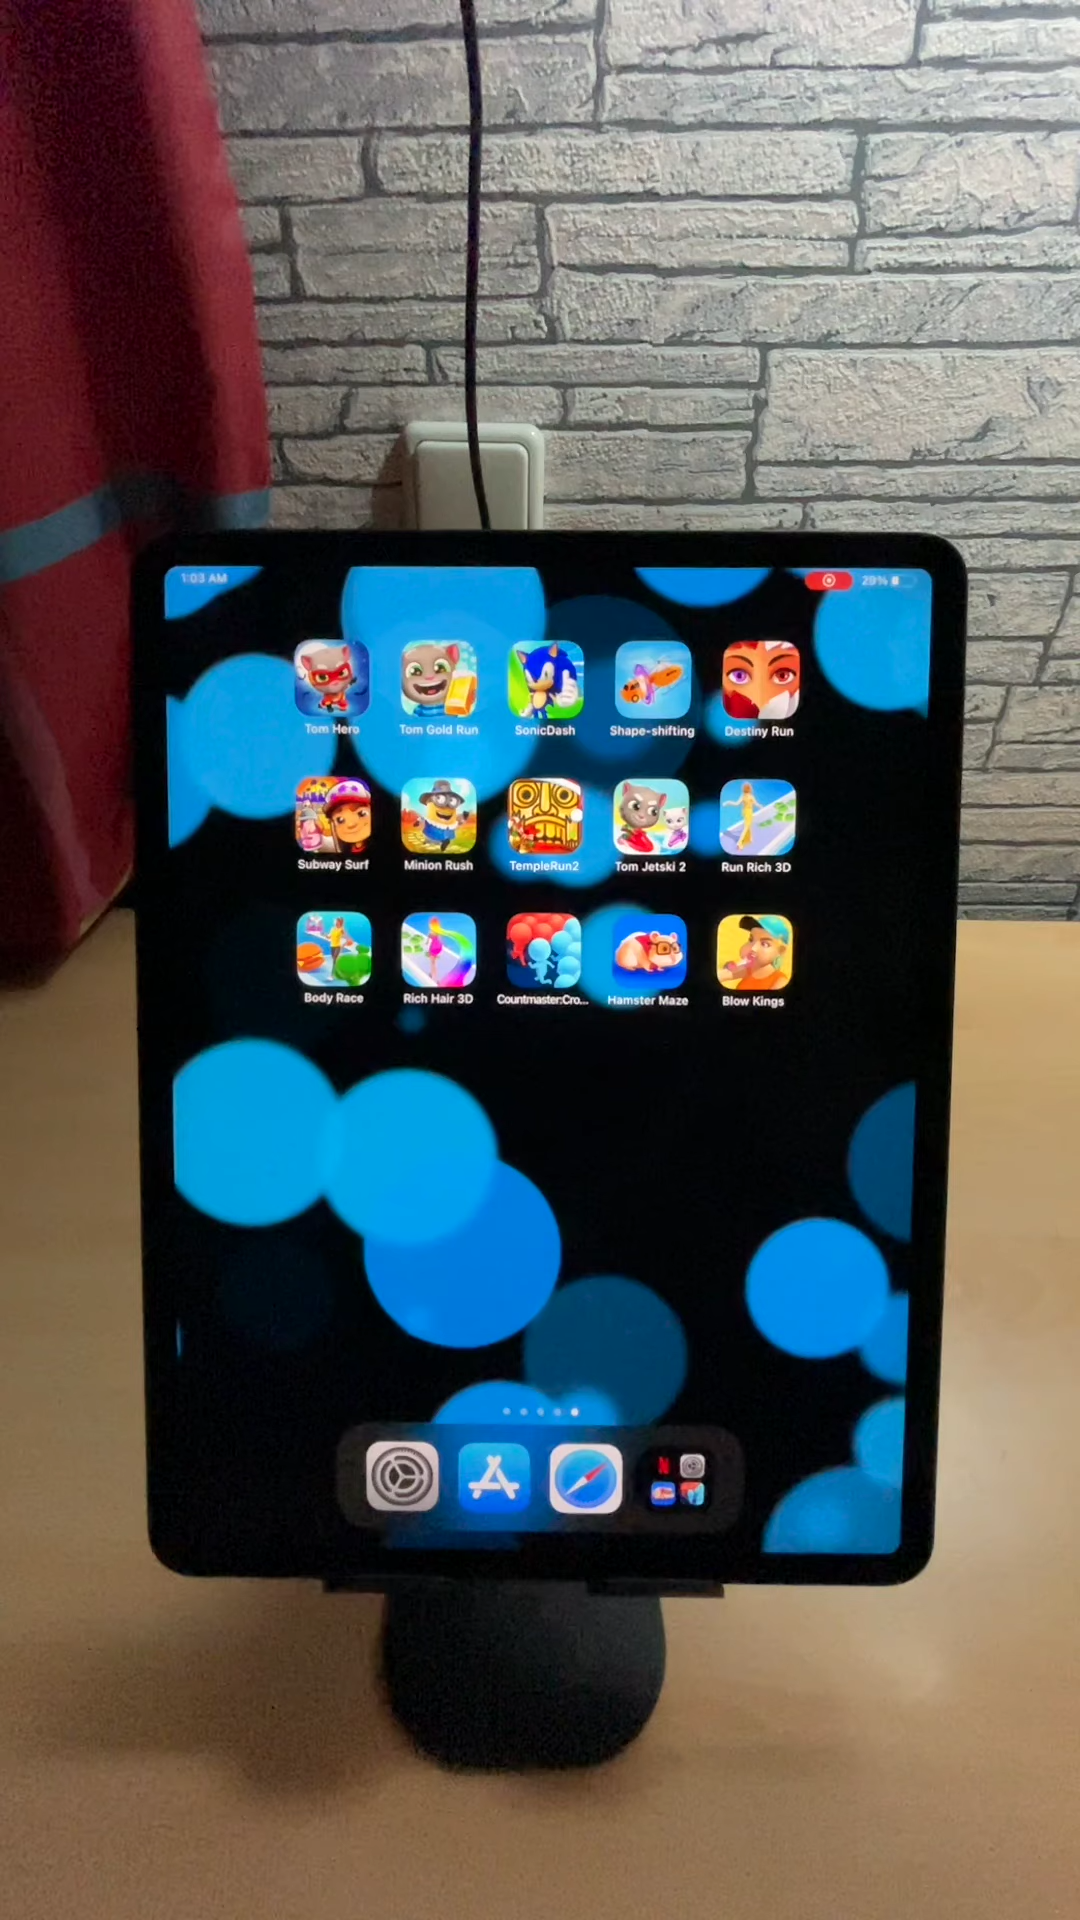 1:03 AM 29%
Tom Hero Tom Gold Run SonicDash Shape-shifting Destiny Run
Subway Surf Minion Rush TempleRun2 Tom Jetski 2 Run Rich 3D
Body Race Rich Hair 3D Countmaster:Cro... Hamster Maze Blow Kings
N